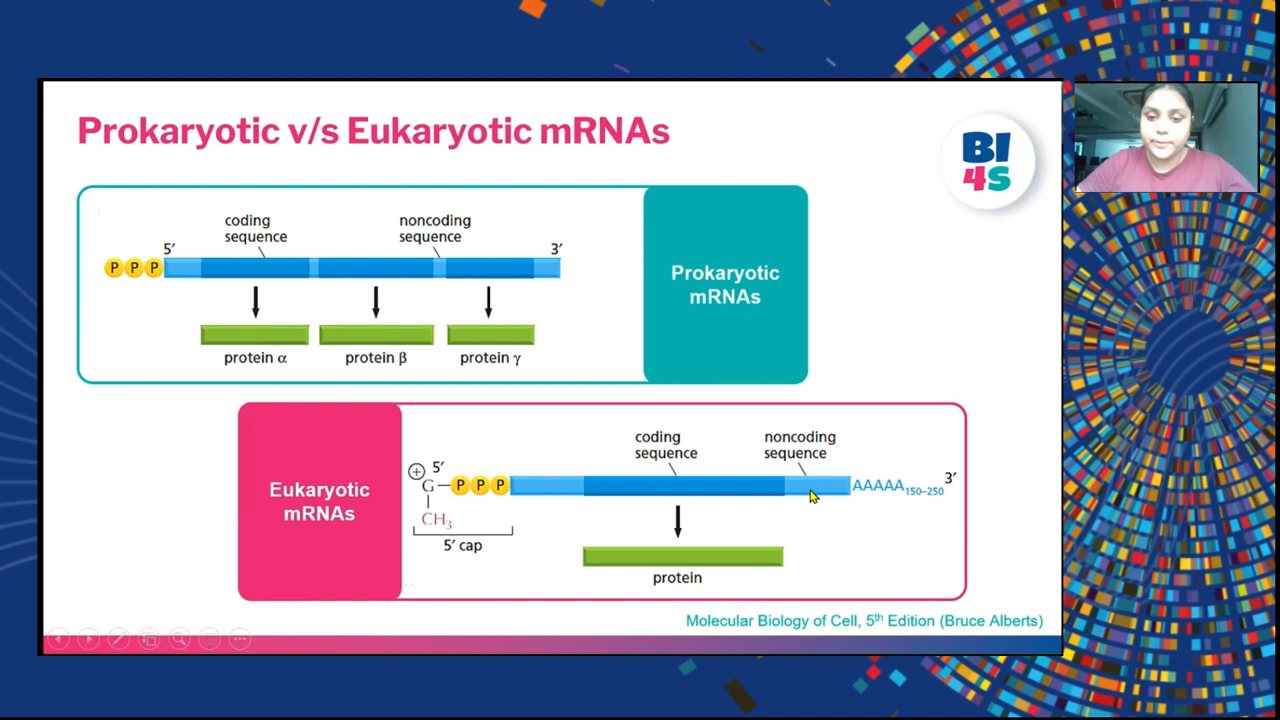 Prokaryotic v/s Eukaryotic mRNAs
BI
4S
coding
sequence
noncoding
sequence
5′
3′
P P P
protein α
protein β
protein γ
Prokaryotic
mRNAs
Eukaryotic
mRNAs
coding
sequence
noncoding
sequence
+
5′
G P P P
AAAAA150–250
3′
CH3
5′ cap
protein
Molecular Biology of Cell, 5th Edition (Bruce Alberts)